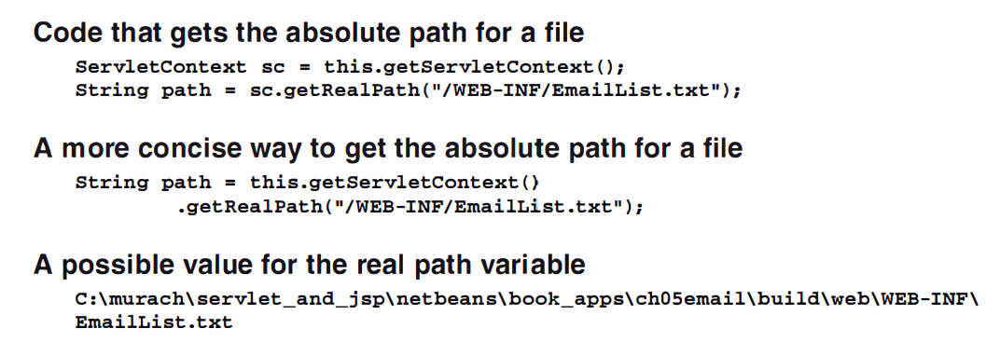 Code that gets the absolute path for a file
ServletContext sc = this.getServletContext();
String path = sc.getRealPath("/WEB-INF/EmailList.txt");
A more concise way to get the absolute path for a file
String path = this.getServletContext()
.getRealPath("/WEB-INF/EmailList.txt");
A possible value for the real path variable
C:\murach\servlet_and_jsp\netbeans\book_apps\ch05email\build\web\WEB-INF\
EmailList.txt